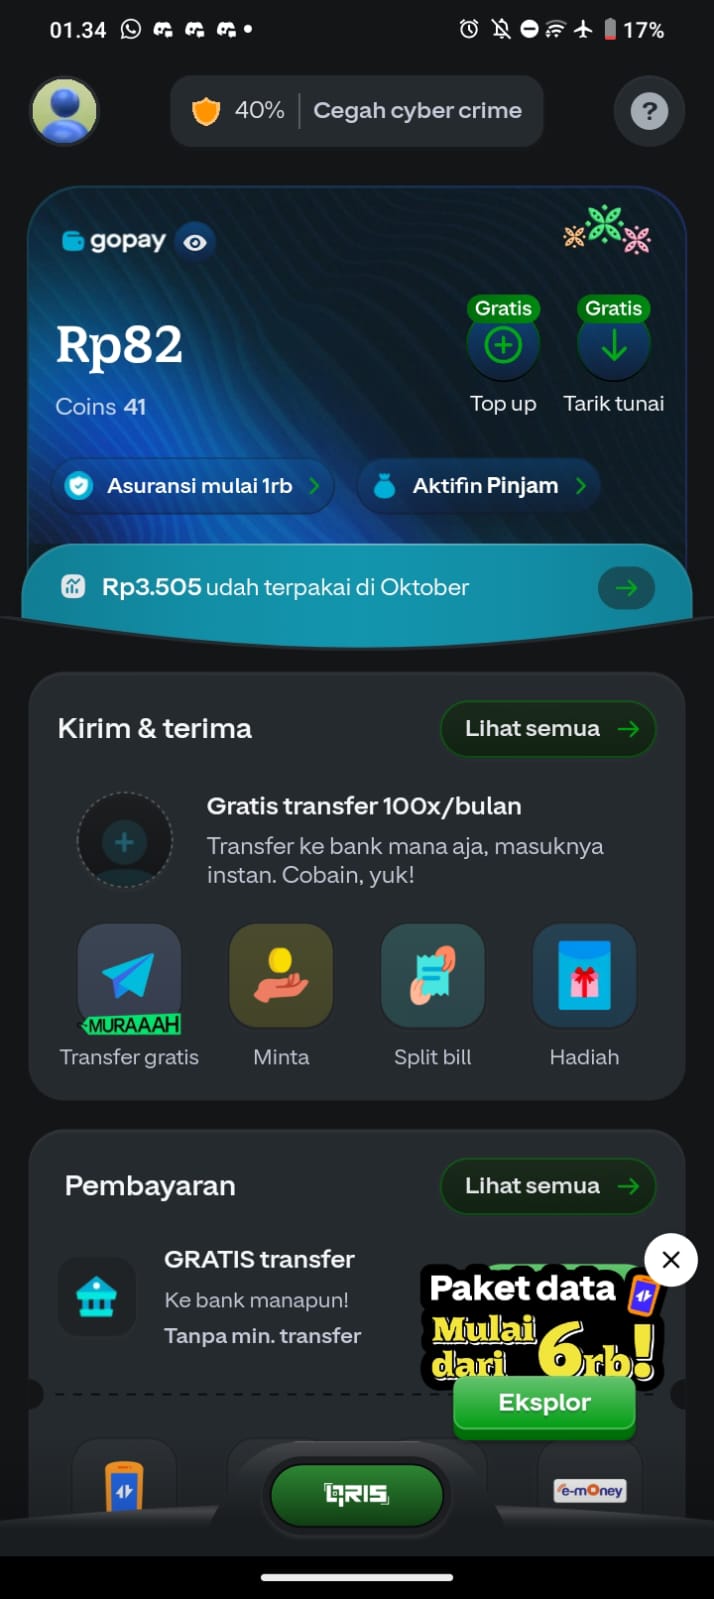 01.34
17%
40% Cegah cyber crime
?
gopay
Gratis Gratis
Rp82
Coins 41
Top up Tarik tunai
Asuransi mulai 1rb Aktifin Pinjam
Rp3.505 udah terpakai di Oktober
Kirim & terima Lihat semua
Gratis transfer 100x/bulan
Transfer ke bank mana aja, masuknya
instan. Cobain, yuk!
MURAAAH
Transfer gratis Minta Split bill Hadiah
Pembayaran Lihat semua
GRATIS transfer
Ke bank manapun!
Tanpa min. transfer
Paket data
Mulai
dari 6rb!
Eksplor
QRIS
e-money